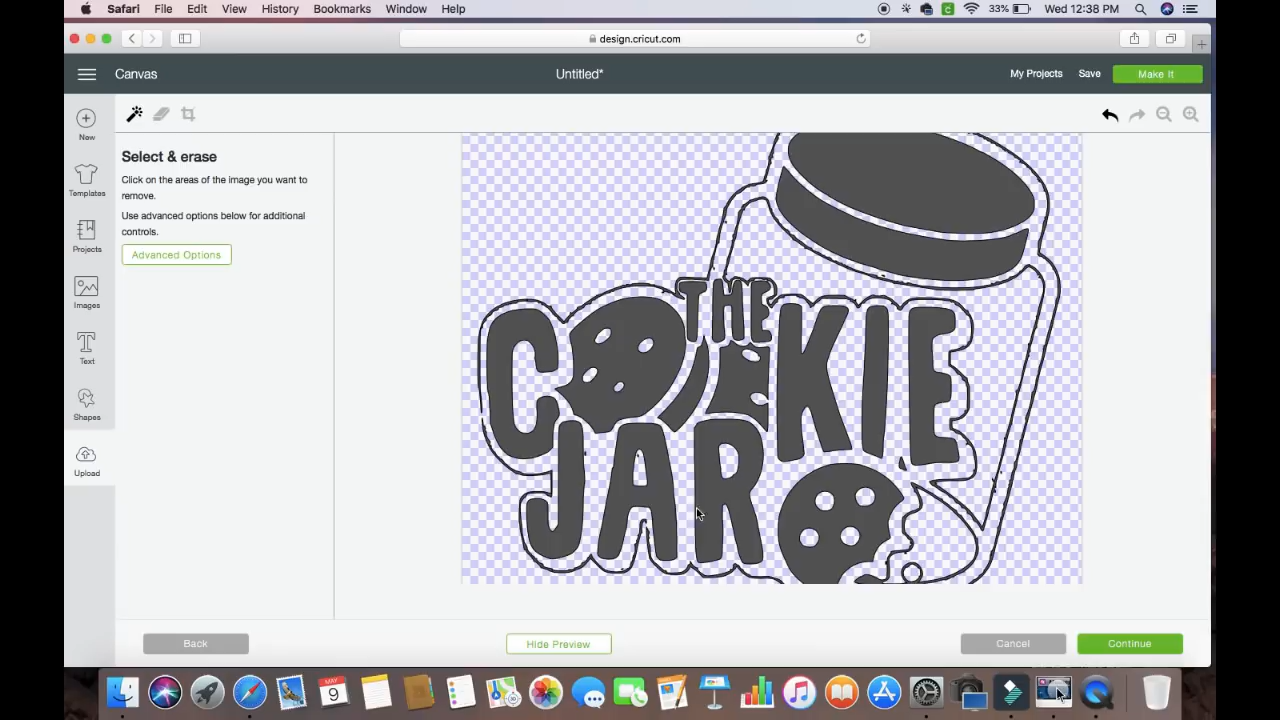 Safari File Edit View History Bookmarks Window Help 33% Wed 12:38 PM
design.cricut.com
Canvas Untitled* My Projects Save Make It
New
Templates
Projects
Images
Text
Shapes
Upload
Select & erase
Click on the areas of the image you want to
remove.
Use advanced options below for additional
controls.
Advanced Options
THE
COOKIE
JAR
Back Hide Preview Cancel Continue
MAY
9